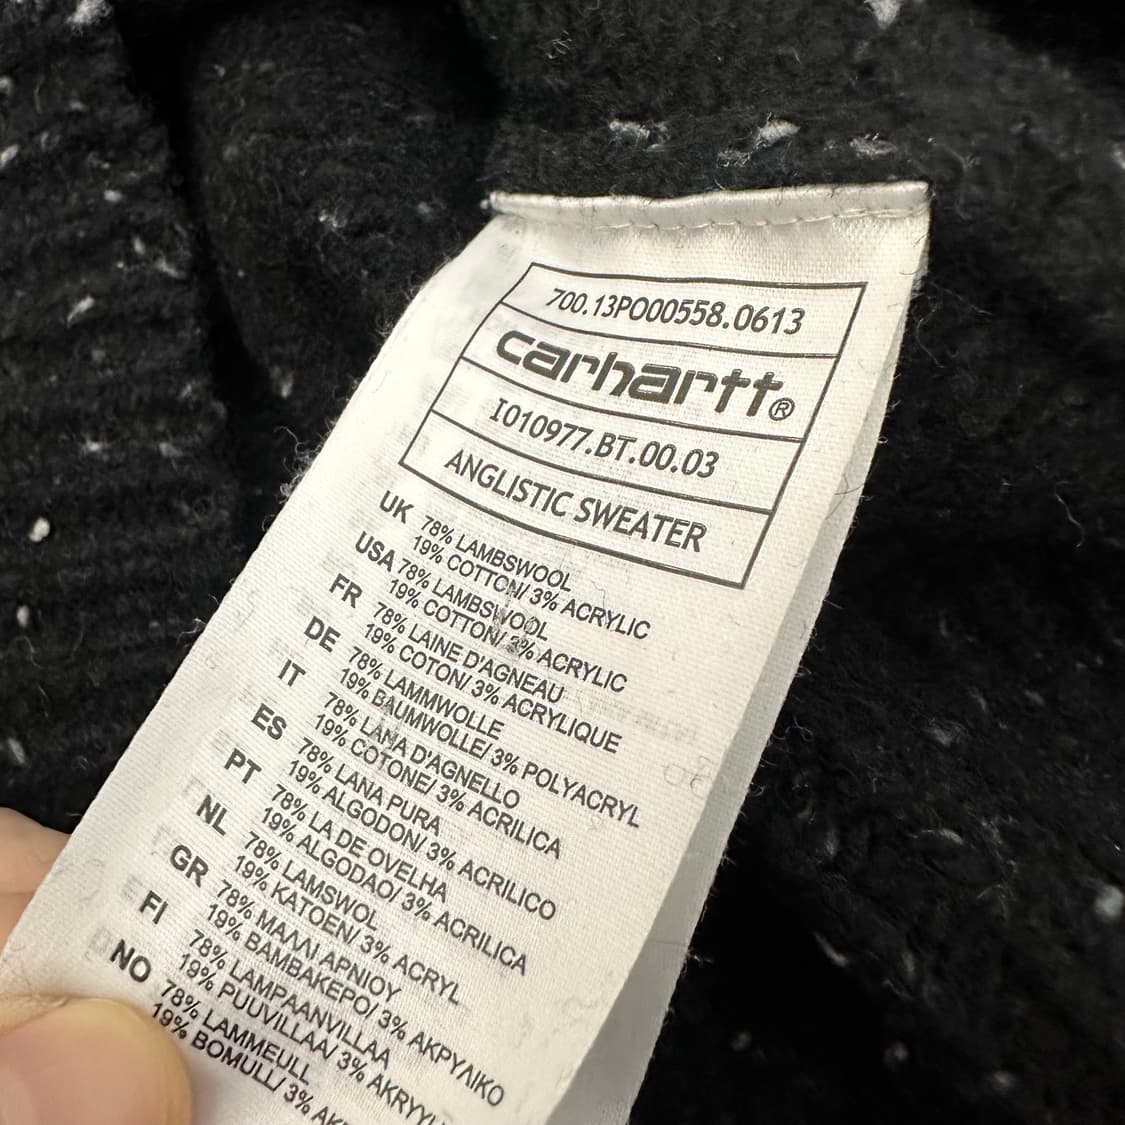 700.13PO00558.0613
carhartt®
I010977.BT.00.03
ANGLISTIC SWEATER
UK 78% LAMBSWOOL
19% COTTON/ 3% ACRYLIC
USA 78% LAMBSWOOL
19% COTTON/ 3% ACRYLIC
FR 78% LAINE D'AGNEAU
19% COTON/ 3% ACRYLIQUE
DE 78% LAMMWOLLE
19% BAUMWOLLE/ 3% POLYACRYL
IT 78% LANA D'AGNELLO
19% COTONE/ 3% ACRILICA
ES 78% LANA PURA
19% ALGODON/ 3% ACRILICO
PT 78% LA DE OVELHA
19% ALGODAO/ 3% ACRILICA
NL 78% LAMSWOL
19% KATOEN/ 3% ACRYL
GR 78% ΜΑΛΛΙ ΑΡΝΙΟΥ
19% ΒΑΜΒΑΚΕΡΟ/ 3% ΑΚΡΥΛΙΚΟ
FI 78% LAMPAANVILLAA
19% PUUVILLAA/ 3%
NO 78% LAMMEULL
19% BOMULL/ 3%